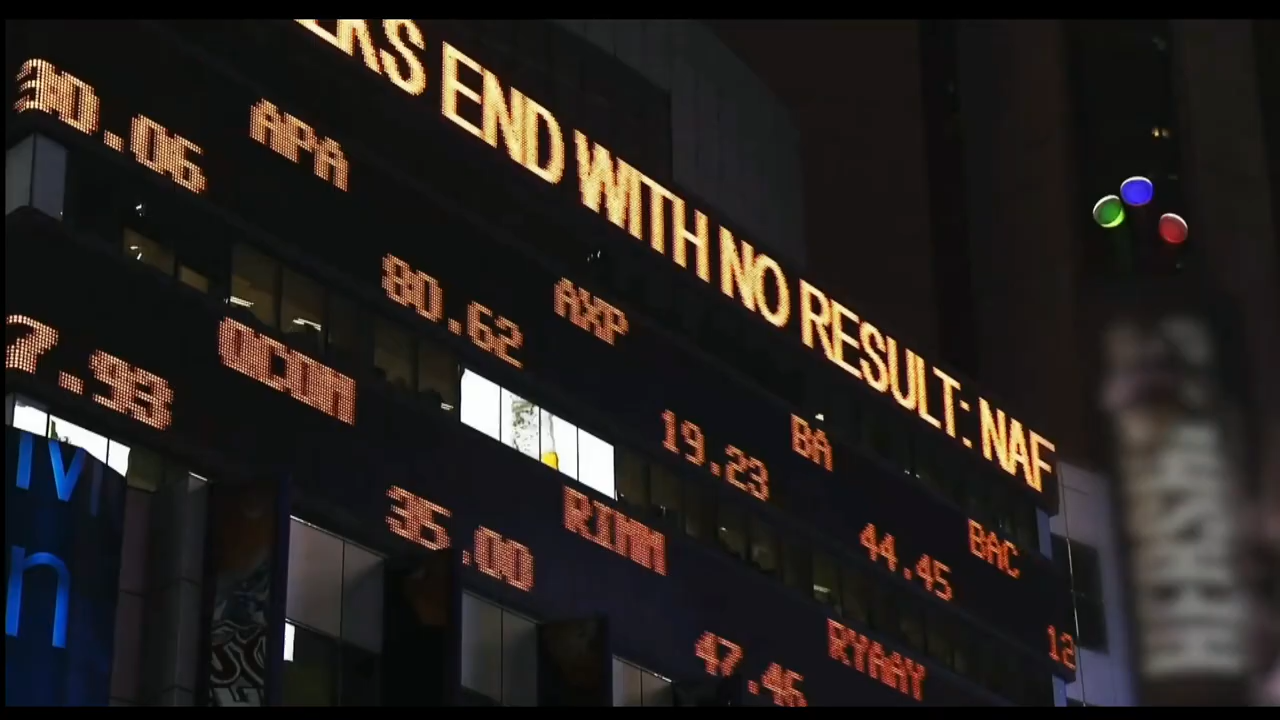 END WITH NO RESULT: NAF
30.06 APA
80.62 AXP
19.23 BA
44.45 BAC
12
7.93 QCOM
35.00 RIMM
47.46 RYAAY